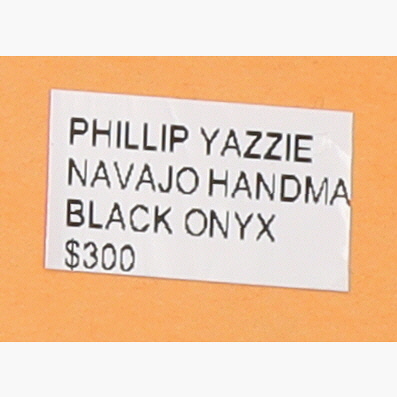 PHILLIP YAZZIE
NAVAJO HANDMA
BLACK ONYX
$300